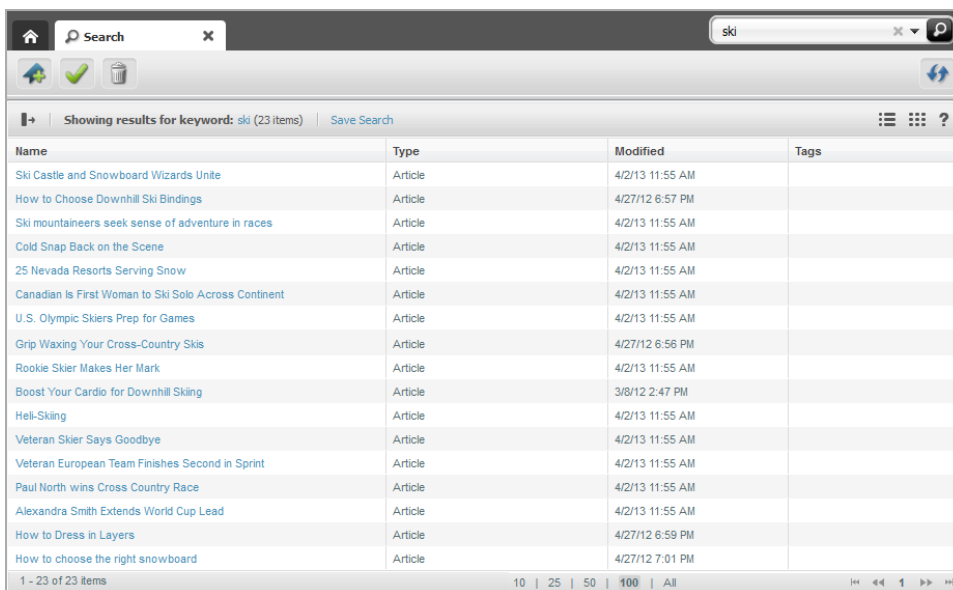 Search
ski
Showing results for keyword: ski (23 items) | Save Search
?
Name Type Modified Tags
Ski Castle and Snowboard Wizards Unite Article 4/2/13 11:55 AM
How to Choose Downhill Ski Bindings Article 4/27/12 6:57 PM
Ski mountaineers seek sense of adventure in races Article 4/2/13 11:55 AM
Cold Snap Back on the Scene Article 4/2/13 11:55 AM
25 Nevada Resorts Serving Snow Article 4/2/13 11:55 AM
Canadian Is First Woman to Ski Solo Across Continent Article 4/2/13 11:55 AM
U.S. Olympic Skiers Prep for Games Article 4/2/13 11:55 AM
Grip Waxing Your Cross-Country Skis Article 4/27/12 6:56 PM
Rookie Skier Makes Her Mark Article 4/2/13 11:55 AM
Boost Your Cardio for Downhill Skiing Article 3/8/12 2:47 PM
Heli-Skiing Article 4/2/13 11:55 AM
Veteran Skier Says Goodbye Article 4/2/13 11:55 AM
Veteran European Team Finishes Second in Sprint Article 4/2/13 11:55 AM
Paul North wins Cross Country Race Article 4/2/13 11:55 AM
Alexandra Smith Extends World Cup Lead Article 4/2/13 11:55 AM
How to Dress in Layers Article 4/27/12 6:59 PM
How to choose the right snowboard Article 4/27/12 7:01 PM
1 - 23 of 23 items 10 | 25 | 50 | 100 | All 1